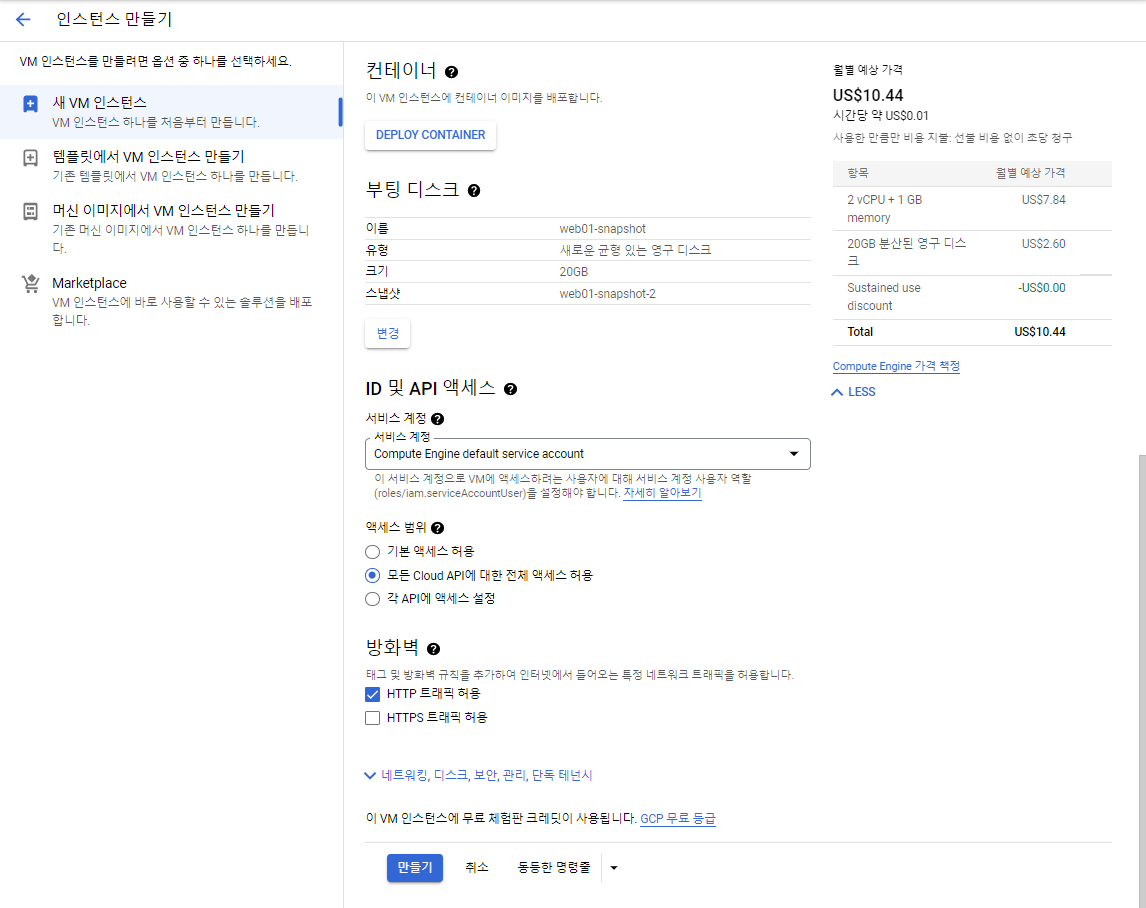 인스턴스 만들기
VM 인스턴스를 만들려면 옵션 중 하나를 선택하세요.
새 VM 인스턴스
VM 인스턴스 하나를 처음부터 만듭니다.
템플릿에서 VM 인스턴스 만들기
기존 템플릿에서 VM 인스턴스 하나를 만듭니다.
머신 이미지에서 VM 인스턴스 만들기
기존 머신 이미지에서 VM 인스턴스 하나를 만듭니
다.
Marketplace
VM 인스턴스에 바로 사용할 수 있는 솔루션을 배포
합니다.
컨테이너
이 VM 인스턴스에 컨테이너 이미지를 배포합니다.
DEPLOY CONTAINER
부팅 디스크
이름 web01-snapshot
유형 새로운 균형 있는 영구 디스크
크기 20GB
스냅샷 web01-snapshot-2
변경
ID 및 API 액세스
서비스 계정
서비스 계정
Compute Engine default service account
이 서비스 계정으로 VM에 액세스하려는 사용자에 대해 서비스 계정 사용자 역할
(roles/iam.serviceAccountUser)을 설정해야 합니다. 자세히 알아보기
액세스 범위
기본 액세스 허용
모든 Cloud API에 대한 전체 액세스 허용
각 API에 액세스 설정
방화벽
태그 및 방화벽 규칙을 추가하여 인터넷에서 들어오는 특정 네트워크 트래픽을 허용합니다.
HTTP 트래픽 허용
HTTPS 트래픽 허용
네트워킹, 디스크, 보안, 관리, 단독 테넌시
이 VM 인스턴스에 무료 체험판 크레딧이 사용됩니다. GCP 무료 등급
만들기 취소 동등한 명령줄
월별 예상 가격
US$10.44
시간당 약 US$0.01
사용한 만큼만 비용 지불: 선불 비용 없이 초당 청구
항목 월별 예상 가격
2 vCPU + 1 GB US$7.84
memory
20GB 분산된 영구 디스 US$2.60
크
Sustained use -US$0.00
discount
Total US$10.44
Compute Engine 가격 책정
LESS